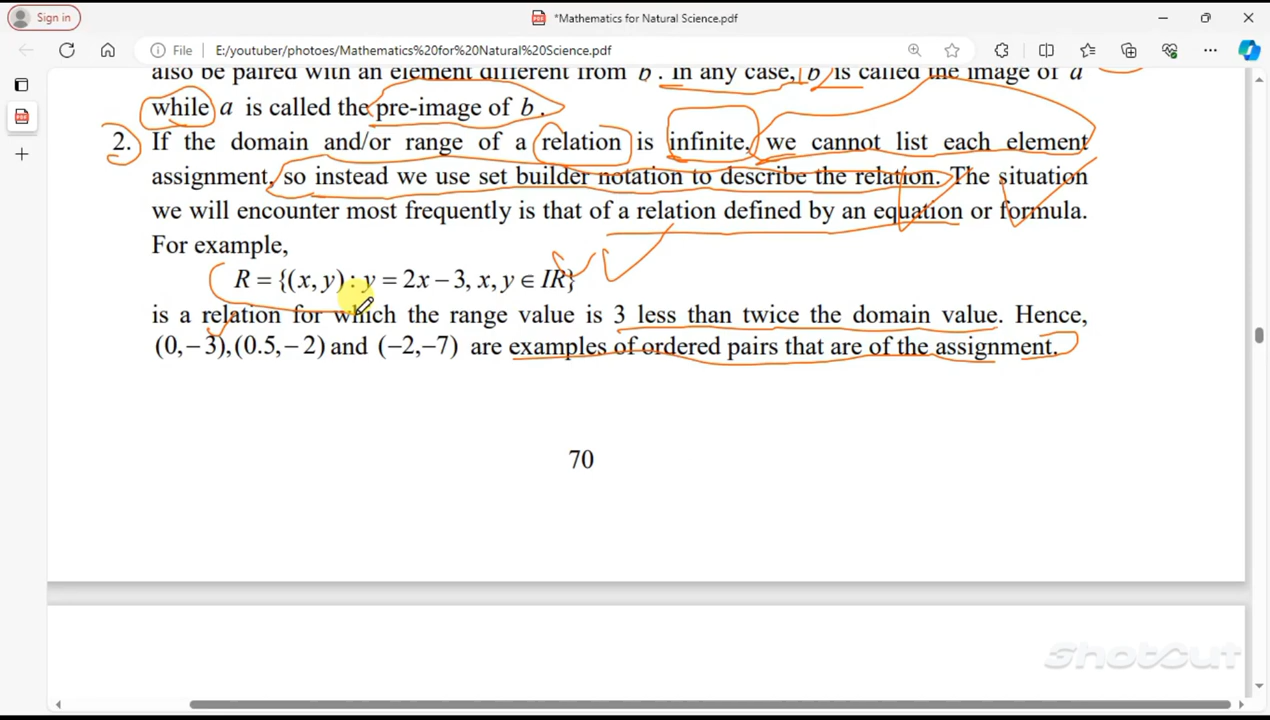 Sign in
*Mathematics for Natural Science.pdf
File
E:/youtuber/photoes/Mathematics%20for%20Natural%20Science.pdf
also be paired with an element different from b . In any case, b is called the image of a
while a is called the pre-image of b .
2. If the domain and/or range of a relation is infinite, we cannot list each element
assignment, so instead we use set builder notation to describe the relation. The situation
we will encounter most frequently is that of a relation defined by an equation or formula.
For example,
R = {(x, y) : y = 2x − 3, x, y ∈ IR}
is a relation for which the range value is 3 less than twice the domain value. Hence,
(0,−3),(0.5,−2) and (−2,−7) are examples of ordered pairs that are of the assignment.
70
ShotCut